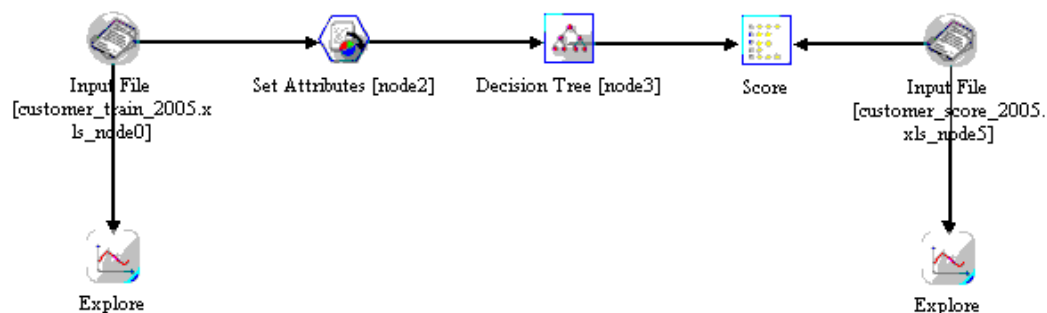 Input File
[customer_train_2005.x
ls_node0]
Set Attributes [node2]
Decision Tree [node3]
Score
Input File
[customer_score_2005.
xls_node5]
Explore
Explore